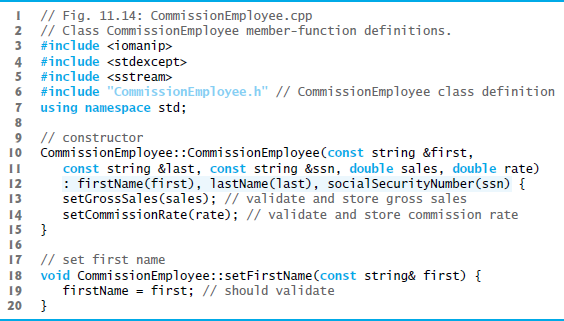 1 // Fig. 11.14: CommissionEmployee.cpp
2 // Class CommissionEmployee member-function definitions.
3 #include <iomanip>
4 #include <stdexcept>
5 #include <sstream>
6 #include "CommissionEmployee.h" // CommissionEmployee class definition
7 using namespace std;
8
9 // constructor
10 CommissionEmployee::CommissionEmployee(const string &first,
11    const string &last, const string &ssn, double sales, double rate)
12    : firstName(first), lastName(last), socialSecurityNumber(ssn) {
13    setGrossSales(sales); // validate and store gross sales
14    setCommissionRate(rate); // validate and store commission rate
15 }
16
17 // set first name
18 void CommissionEmployee::setFirstName(const string& first) {
19    firstName = first; // should validate
20 }